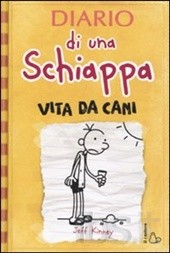 DIARIO
di una
Schiappa
VITA DA CANI
Jeff Kinney